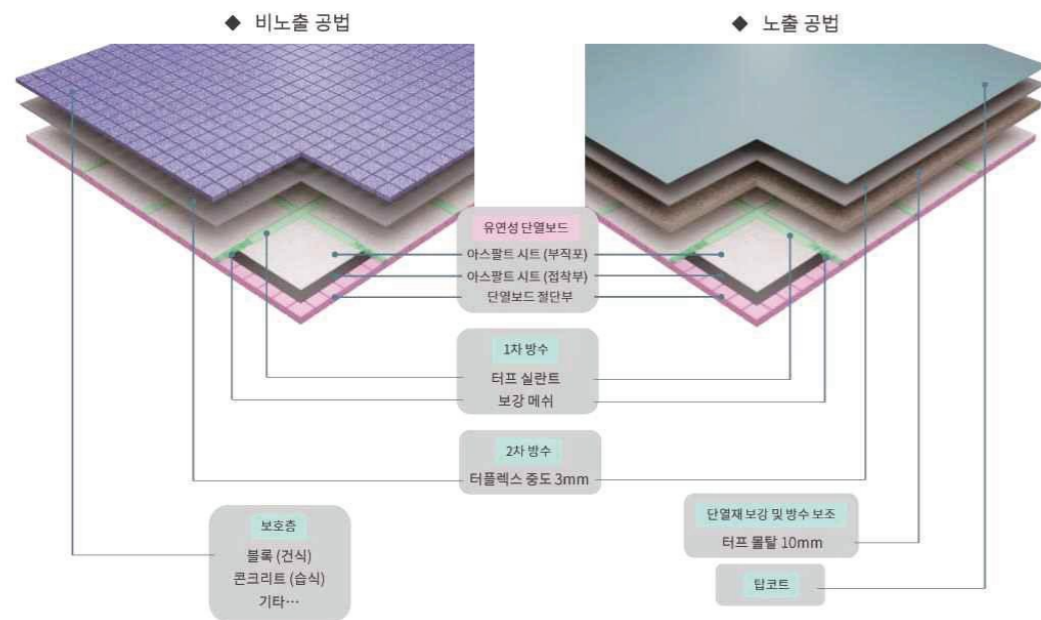 ◆ 비노출 공법
◆ 노출 공법
유연성 단열보드
아스팔트 시트 (부직포)
아스팔트 시트 (접착부)
단열보드 절단부
1차 방수
터프 실란트
보강 메쉬
2차 방수
터플렉스 중도 3mm
보호층
블록 (건식)
콘크리트 (습식)
기타…
단열재 보강 및 방수 보조
터프 몰탈 10mm
탑코트